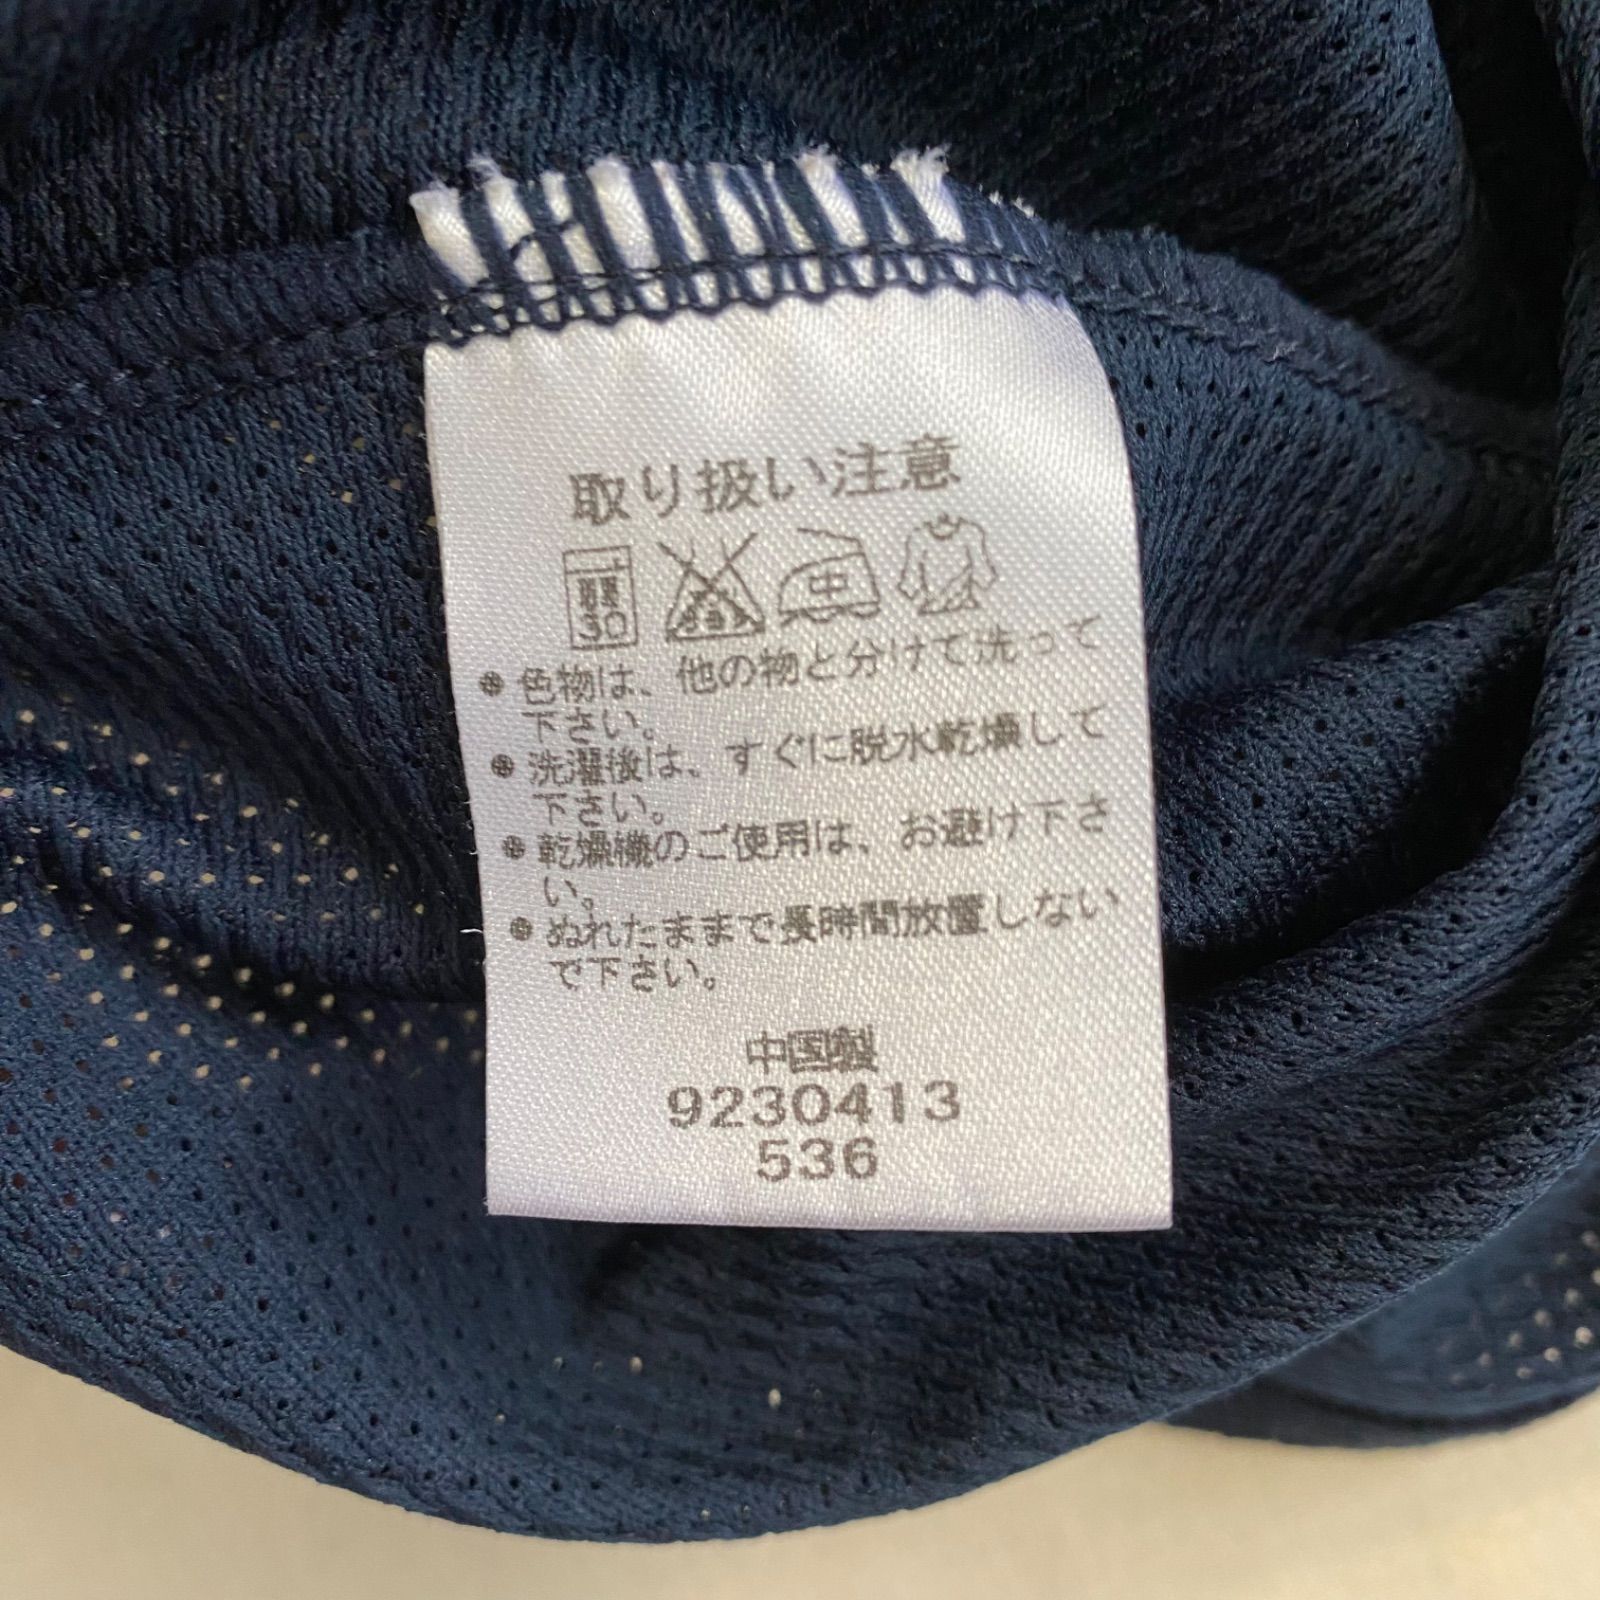 取り扱い注意
30
中
● 色物は、他の物と分けて洗って
下さい。
● 洗濯後は、すぐに脱水乾燥して
下さい。
● 乾燥機のご使用は、お避け下さ
い。
● ぬれたままで長時間放置しない
で下さい。
中国製
9230413
536